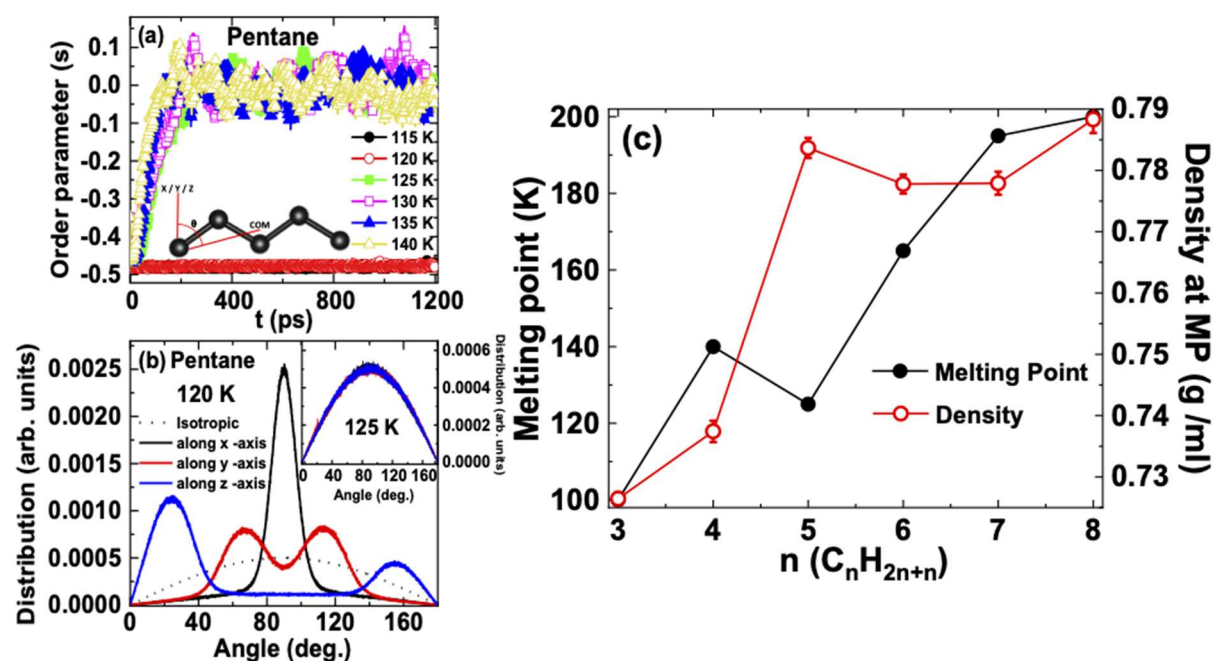 (a) Pentane
Order parameter (s)
0.1
0.0
-0.1
-0.2
-0.3
-0.4
-0.5
115 K
120 K
125 K
130 K
135 K
140 K
X / Y / Z
θ
COM
0 400 800 1200
t (ps)
(b) Pentane
120 K
Isotropic
along x -axis
along y -axis
along z -axis
Distribution (arb. units)
0.0025
0.0020
0.0015
0.0010
0.0005
0.0000
0 40 80 120 160
Angle (deg.)
125 K
Distribution (arb. units)
0.0006
0.0004
0.0002
0.0000
0 40 80 120 160
Angle (deg.)
(c)
Melting point (K)
200
180
160
140
120
100
Melting Point
Density
Density at MP (g /ml)
0.79
0.78
0.77
0.76
0.75
0.74
0.73
3 4 5 6 7 8
n (CnH2n+n)